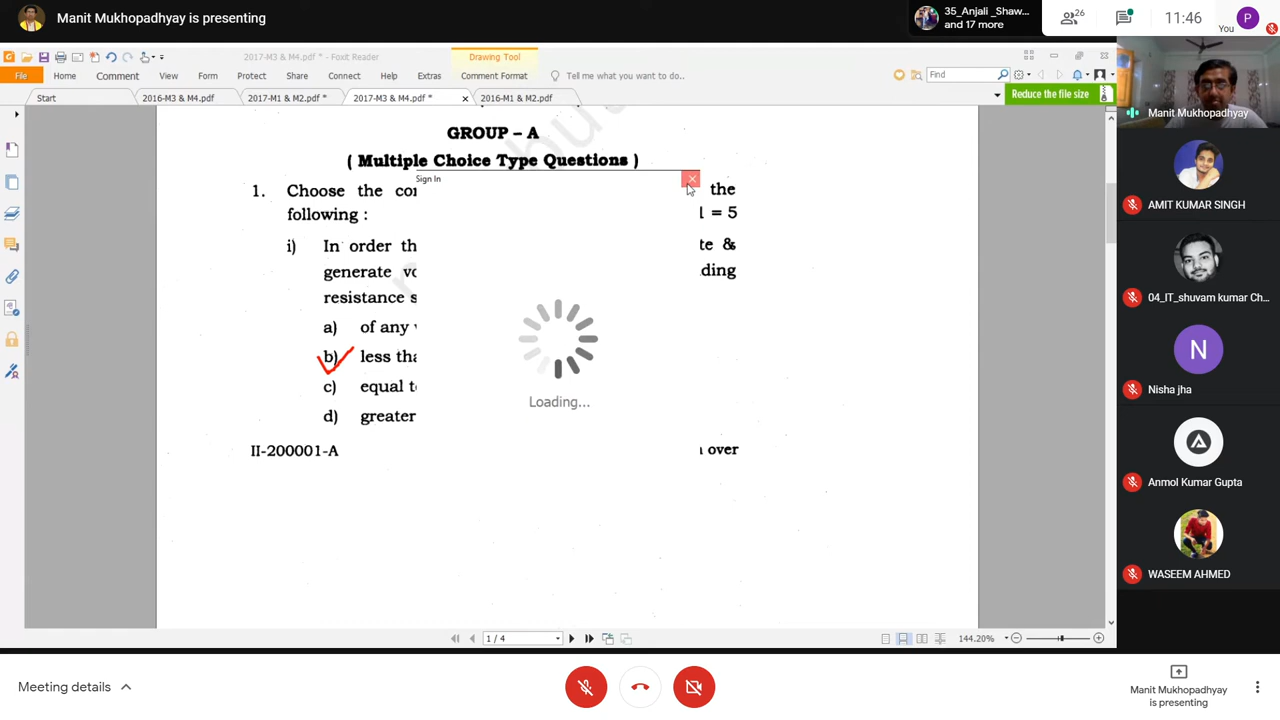 Manit Mukhopadhyay is presenting
35_Anjali _Shaw...
and 17 more
26
11:46
You
P
2017-M3 & M4.pdf * - Foxit Reader
Drawing Tool
File
Home
Comment
View
Form
Protect
Share
Connect
Help
Extras
Comment Format
Tell me what you want to do..
Find
Start
2016-M3 & M4.pdf
2017-M1 & M2.pdf *
2017-M3 & M4.pdf *
2016-M1 & M2.pdf
Reduce the file size
Manit Mukhopadhyay
GROUP – A
( Multiple Choice Type Questions )
Sign In
1. Choose the co the
following : 1 = 5
i) In order th te &
generate vo ding
resistance s
a) of any
b) less tha
c) equal t
d) greater
Loading...
II-200001-A over
1 / 4
144.20%
AMIT KUMAR SINGH
04_IT_shuvam kumar Ch...
N
Nisha jha
Anmol Kumar Gupta
WASEEM AHMED
Meeting details
Manit Mukhopadhyay
is presenting